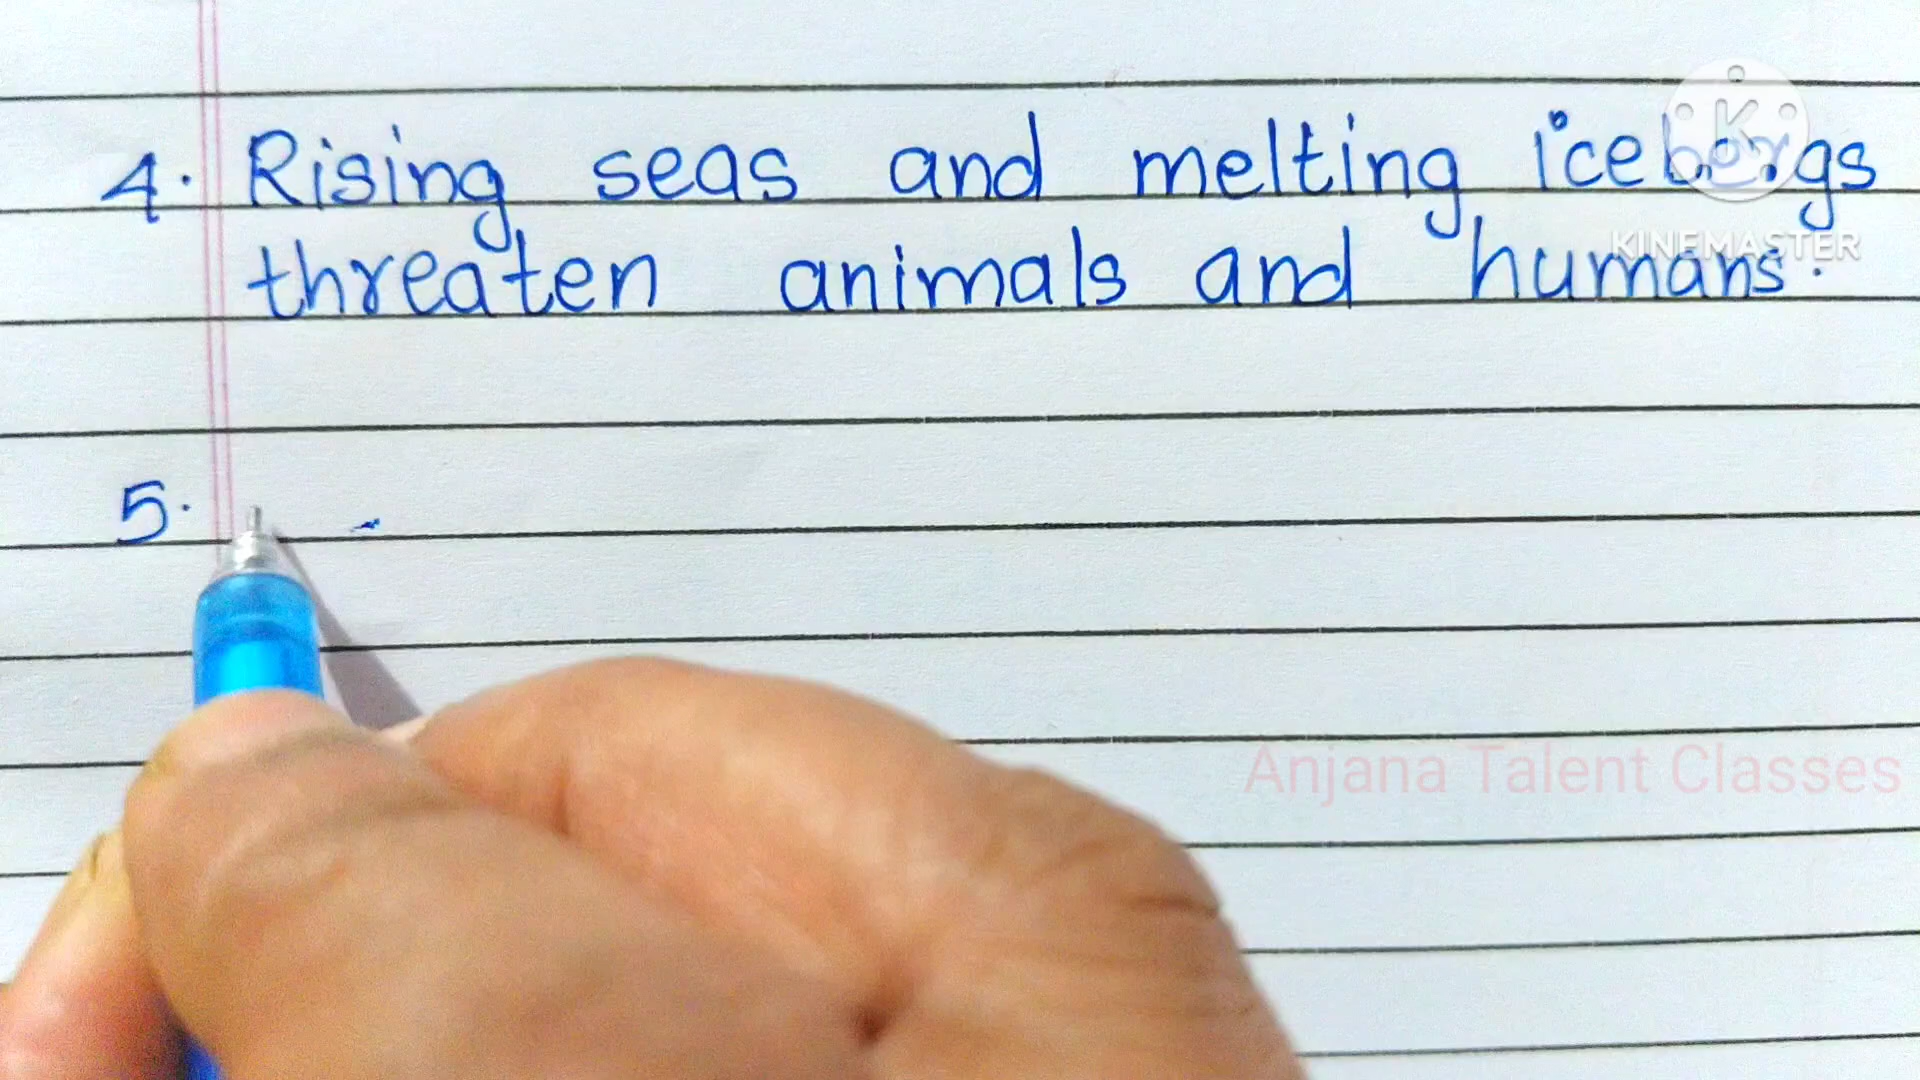 4. Rising seas and melting icebergs
threaten animals and humans.
5.
K
KINEMASTER
Anjana Talent Classes